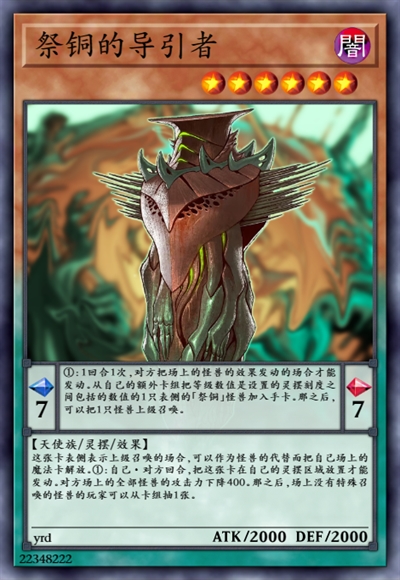 祭铜的导引者
闇
①:1回合1次,对方把场上的怪兽的效果发动的场合才能
发动。从自己的额外卡组把等级数值是设置的灵摆刻度之
间包括的数值的1只表侧的「祭铜」怪兽加入手卡。那之后,
可以把1只怪兽上级召唤。
7
7
【天使族/灵摆/效果】
这张卡表侧表示上级召唤的场合,可以作为怪兽的代替而把自己场上的
魔法卡解放。①:自己·对方回合,把这张卡在自己的灵摆区域放置才能发
动。对方场上的全部怪兽的攻击力下降400。那之后,场上没有特殊召
唤的怪兽的玩家可以从卡组抽1张。
yrd
ATK/2000 DEF/2000
22348222